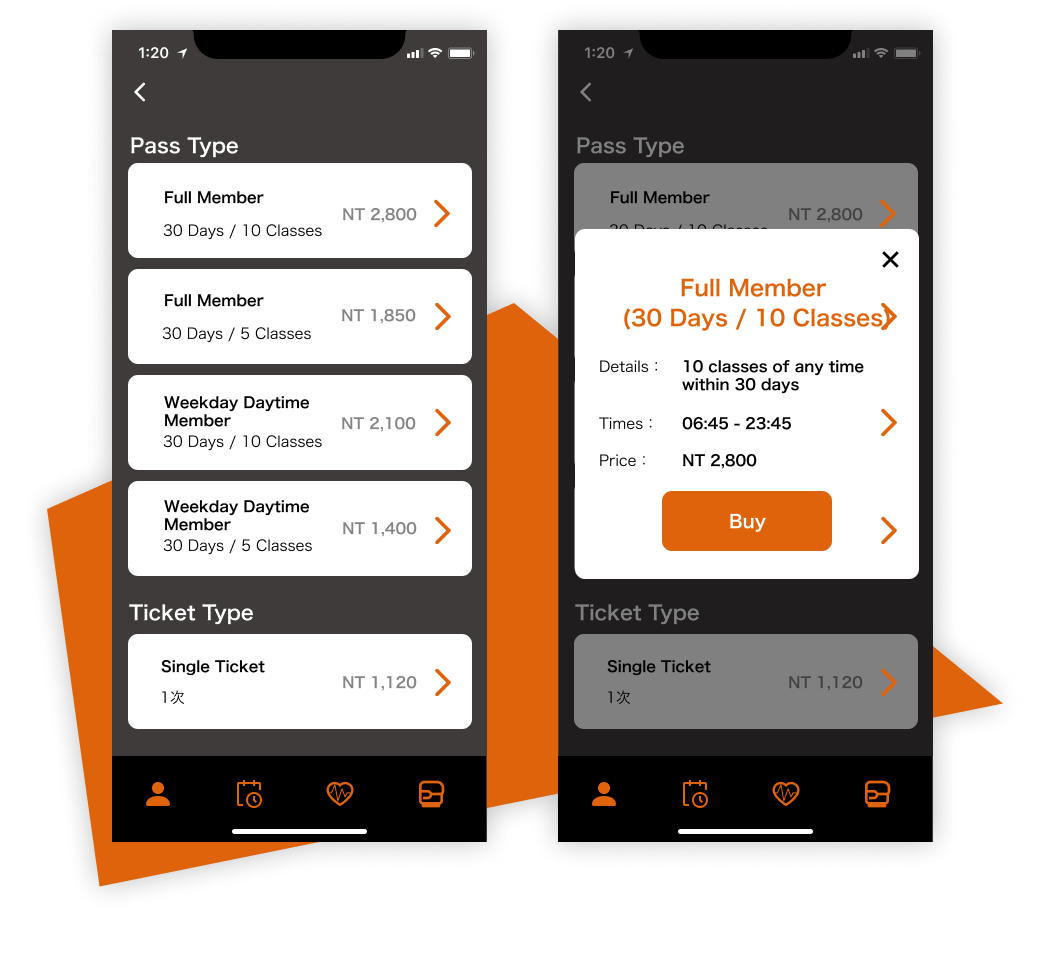 1:20
Pass Type
Full Member
NT 2,800
30 Days / 10 Classes
Full Member
NT 1,850
30 Days / 5 Classes
Weekday Daytime
Member
NT 2,100
30 Days / 10 Classes
Weekday Daytime
Member
NT 1,400
30 Days / 5 Classes
Ticket Type
Single Ticket
NT 1,120
1次
1:20
Pass Type
Full Member
NT 2,800
30 Days / 10 Classes
Full Member
(30 Days / 10 Classes)
Details： 10 classes of any time
within 30 days
Times： 06:45 - 23:45
Price： NT 2,800
Buy
Ticket Type
Single Ticket
NT 1,120
1次